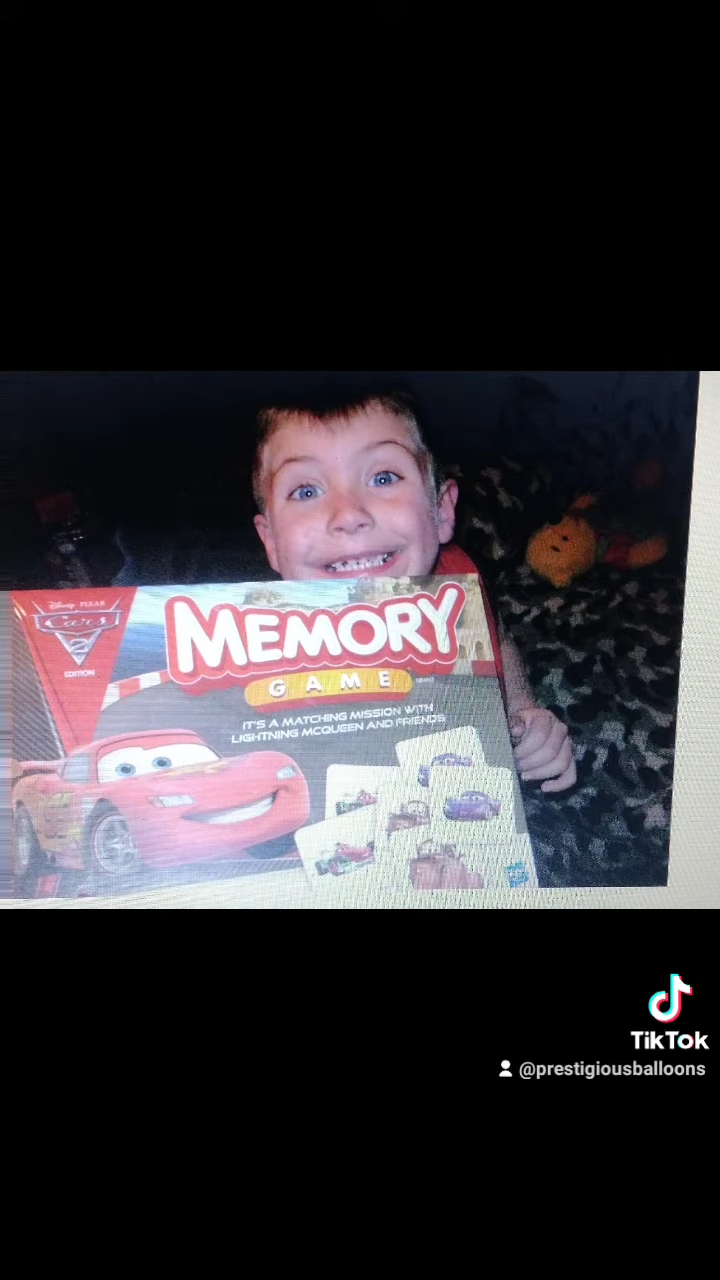 Disney PIXAR
Cars
2
EDITION
MEMORY
GAME
IT'S A MATCHING MISSION WITH
LIGHTNING MCQUEEN AND FRIENDS
TikTok
@prestigiousballoons